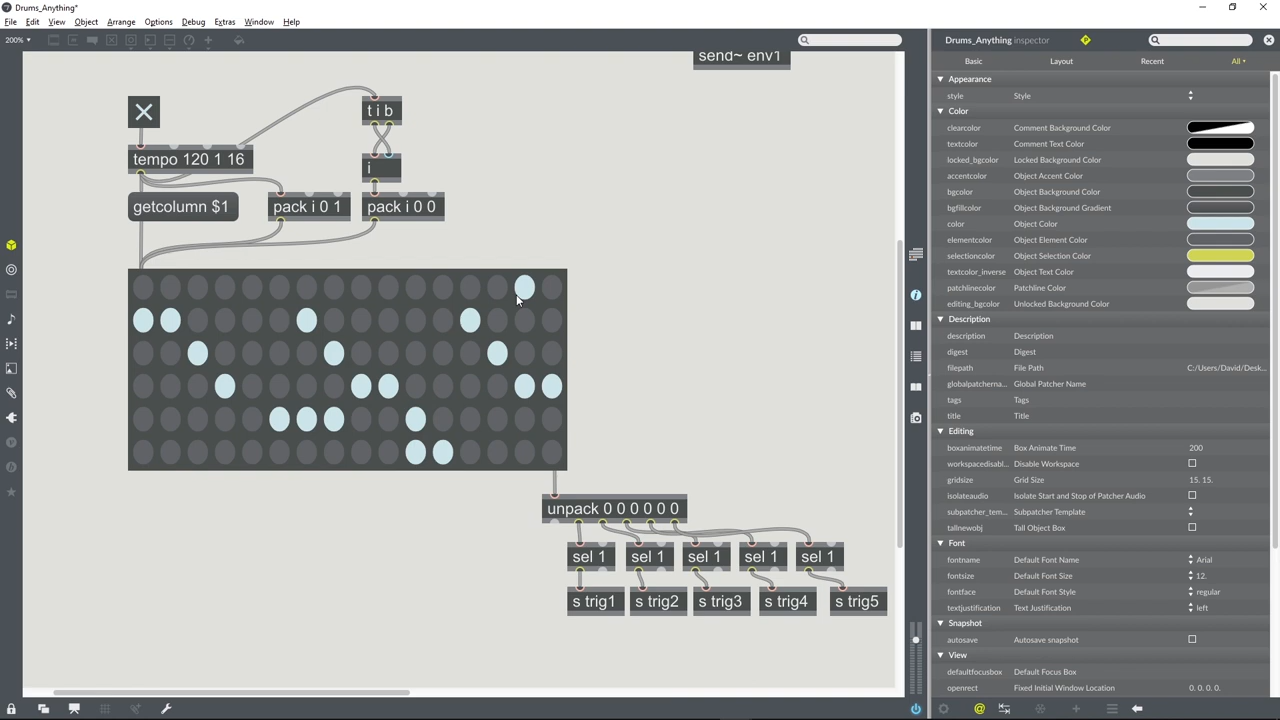 Drums_Anything*
File Edit View Object Arrange Options Debug Extras Window Help
200%
send~ env1
t i b
tempo 120 1 16
i
getcolumn $1
pack i 0 1
pack i 0 0
unpack 0 0 0 0 0 0
sel 1 sel 1 sel 1 sel 1 sel 1
s trig1 s trig2 s trig3 s trig4 s trig5
Drums_Anything inspector
Basic Layout Recent All
Appearance
style Style
Color
clearcolor Comment Background Color
textcolor Comment Text Color
locked_bgcolor Locked Background Color
accentcolor Object Accent Color
bgcolor Object Background Color
bgfillcolor Object Background Gradient
color Object Color
elementcolor Object Element Color
selectioncolor Object Selection Color
textcolor_inverse Object Text Color
patchlinecolor Patchline Color
editing_bgcolor Unlocked Background Color
Description
description Description
digest Digest
filepath File Path C:/Users/David/Desk...
globalpatcherna... Global Patcher Name
tags Tags
title Title
Editing
boxanimatetime Box Animate Time 200
workspacedisabl... Disable Workspace
gridsize Grid Size 15. 15.
isolateaudio Isolate Start and Stop of Patcher Audio
subpatcher_tem... Subpatcher Template
tallnewobj Tall Object Box
Font
fontname Default Font Name Arial
fontsize Default Font Size 12.
fontface Default Font Style regular
textjustification Text Justification left
Snapshot
autosave Autosave snapshot
View
defaultfocusbox Default Focus Box
openrect Fixed Initial Window Location 0. 0. 0. 0.